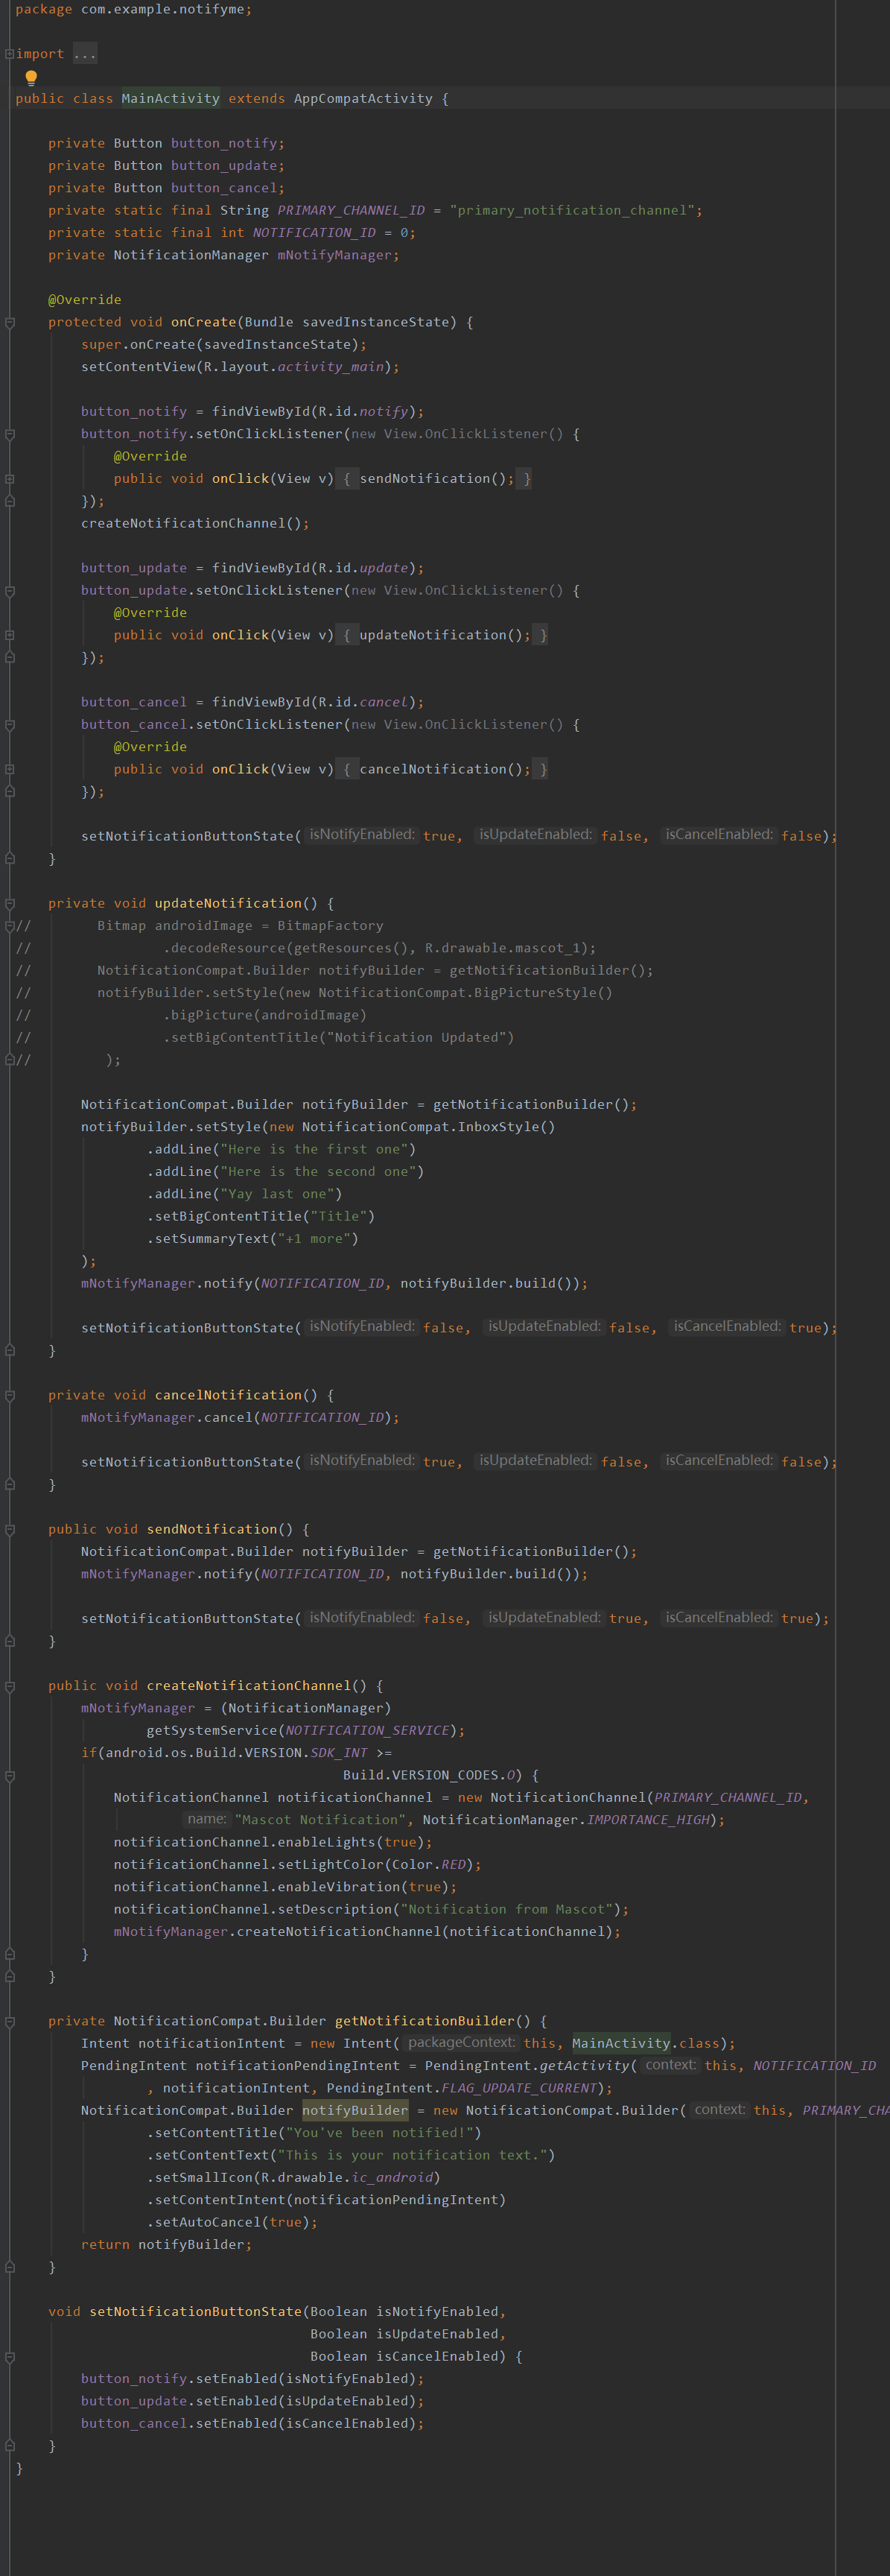 package com.example.notifyme;
import ...
public class MainActivity extends AppCompatActivity {
private Button button_notify;
private Button button_update;
private Button button_cancel;
private static final String PRIMARY_CHANNEL_ID = "primary_notification_channel";
private static final int NOTIFICATION_ID = 0;
private NotificationManager mNotifyManager;
@Override
protected void onCreate(Bundle savedInstanceState) {
super.onCreate(savedInstanceState);
setContentView(R.layout.activity_main);
button_notify = findViewById(R.id.notify);
button_notify.setOnClickListener(new View.OnClickListener() {
@Override
public void onClick(View v) { sendNotification(); }
});
createNotificationChannel();
button_update = findViewById(R.id.update);
button_update.setOnClickListener(new View.OnClickListener() {
@Override
public void onClick(View v) { updateNotification(); }
});
button_cancel = findViewById(R.id.cancel);
button_cancel.setOnClickListener(new View.OnClickListener() {
@Override
public void onClick(View v) { cancelNotification(); }
});
setNotificationButtonState( isNotifyEnabled: true, isUpdateEnabled: false, isCancelEnabled: false);
}
private void updateNotification() {
// Bitmap androidImage = BitmapFactory
// .decodeResource(getResources(), R.drawable.mascot_1);
// NotificationCompat.Builder notifyBuilder = getNotificationBuilder();
// notifyBuilder.setStyle(new NotificationCompat.BigPictureStyle()
// .bigPicture(androidImage)
// .setBigContentTitle("Notification Updated")
// );
NotificationCompat.Builder notifyBuilder = getNotificationBuilder();
notifyBuilder.setStyle(new NotificationCompat.InboxStyle()
.addLine("Here is the first one")
.addLine("Here is the second one")
.addLine("Yay last one")
.setBigContentTitle("Title")
.setSummaryText("+1 more")
);
mNotifyManager.notify(NOTIFICATION_ID, notifyBuilder.build());
setNotificationButtonState( isNotifyEnabled: false, isUpdateEnabled: false, isCancelEnabled: true);
}
private void cancelNotification() {
mNotifyManager.cancel(NOTIFICATION_ID);
setNotificationButtonState( isNotifyEnabled: true, isUpdateEnabled: false, isCancelEnabled: false);
}
public void sendNotification() {
NotificationCompat.Builder notifyBuilder = getNotificationBuilder();
mNotifyManager.notify(NOTIFICATION_ID, notifyBuilder.build());
setNotificationButtonState( isNotifyEnabled: false, isUpdateEnabled: true, isCancelEnabled: true);
}
public void createNotificationChannel() {
mNotifyManager = (NotificationManager)
getSystemService(NOTIFICATION_SERVICE);
if(android.os.Build.VERSION.SDK_INT >=
Build.VERSION_CODES.O) {
NotificationChannel notificationChannel = new NotificationChannel(PRIMARY_CHANNEL_ID,
name: "Mascot Notification", NotificationManager.IMPORTANCE_HIGH);
notificationChannel.enableLights(true);
notificationChannel.setLightColor(Color.RED);
notificationChannel.enableVibration(true);
notificationChannel.setDescription("Notification from Mascot");
mNotifyManager.createNotificationChannel(notificationChannel);
}
}
private NotificationCompat.Builder getNotificationBuilder() {
Intent notificationIntent = new Intent( packageContext: this, MainActivity.class);
PendingIntent notificationPendingIntent = PendingIntent.getActivity( context: this, NOTIFICATION_ID
, notificationIntent, PendingIntent.FLAG_UPDATE_CURRENT);
NotificationCompat.Builder notifyBuilder = new NotificationCompat.Builder( context: this, PRIMARY_CHA
.setContentTitle("You've been notified!")
.setContentText("This is your notification text.")
.setSmallIcon(R.drawable.ic_android)
.setContentIntent(notificationPendingIntent)
.setAutoCancel(true);
return notifyBuilder;
}
void setNotificationButtonState(Boolean isNotifyEnabled,
Boolean isUpdateEnabled,
Boolean isCancelEnabled) {
button_notify.setEnabled(isNotifyEnabled);
button_update.setEnabled(isUpdateEnabled);
button_cancel.setEnabled(isCancelEnabled);
}
}